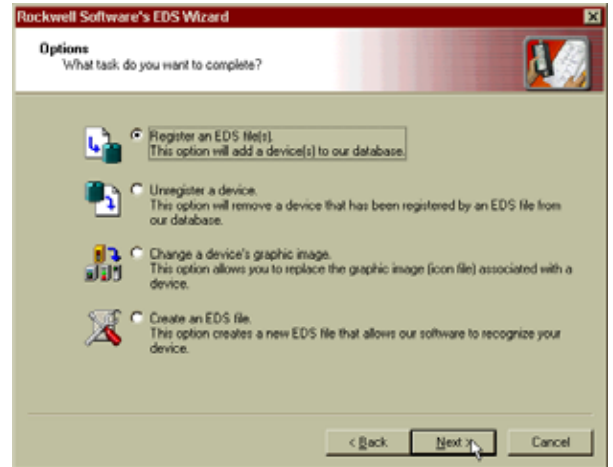 Rockwell Software's EDS Wizard
Options
What task do you want to complete?
Register an EDS file(s).
This option will add a device(s) to our database.
Unregister a device.
This option will remove a device that has been registered by an EDS file from
our database.
Change a device's graphic image.
This option allows you to replace the graphic image (icon file) associated with a
device.
Create an EDS file.
This option creates a new EDS file that allows our software to recognize your
device.
< Back Next > Cancel